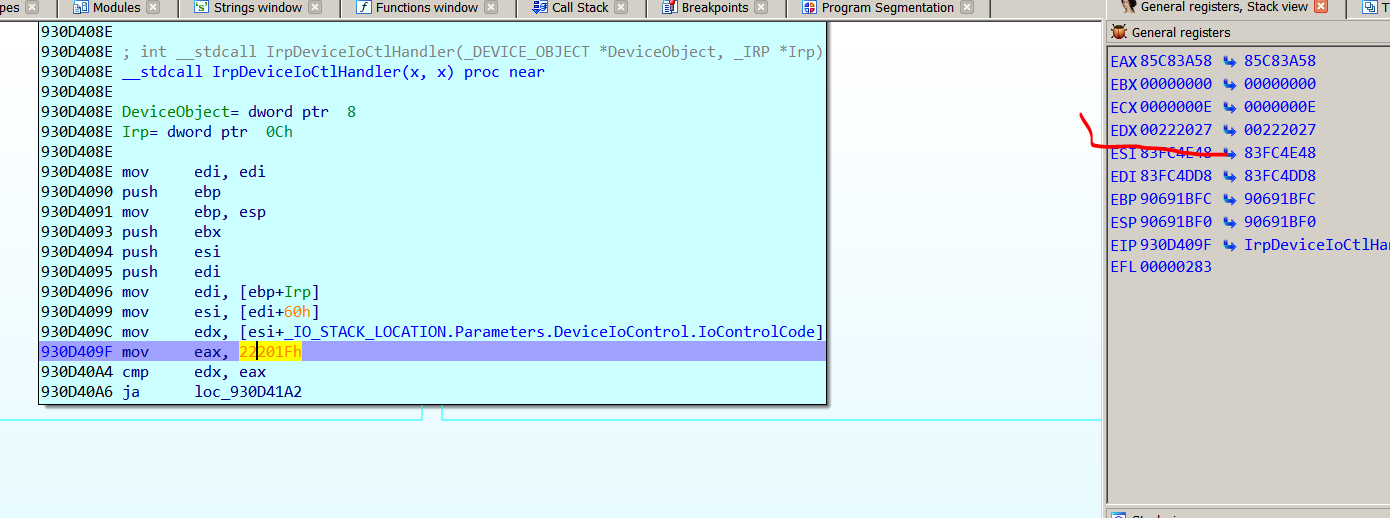 pes Modules Strings window Functions window Call Stack Breakpoints Program Segmentation General registers, Stack view
930D408E
930D408E ; int __stdcall IrpDeviceIoCtlHandler(_DEVICE_OBJECT *DeviceObject, _IRP *Irp)
930D408E __stdcall IrpDeviceIoCtlHandler(x, x) proc near
930D408E
930D408E DeviceObject= dword ptr  8
930D408E Irp= dword ptr  0Ch
930D408E
930D408E mov     edi, edi
930D4090 push    ebp
930D4091 mov     ebp, esp
930D4093 push    ebx
930D4094 push    esi
930D4095 push    edi
930D4096 mov     edi, [ebp+Irp]
930D4099 mov     esi, [edi+60h]
930D409C mov     edx, [esi+_IO_STACK_LOCATION.Parameters.DeviceIoControl.IoControlCode]
930D409F mov     eax, 22201Fh
930D40A4 cmp     edx, eax
930D40A6 ja      loc_930D41A2
General registers
EAX 85C83A58 85C83A58
EBX 00000000 00000000
ECX 0000000E 0000000E
EDX 00222027 00222027
ESI 83FC4E48 83FC4E48
EDI 83FC4DD8 83FC4DD8
EBP 90691BFC 90691BFC
ESP 90691BF0 90691BF0
EIP 930D409F IrpDeviceIoCtlHan
EFL 00000283